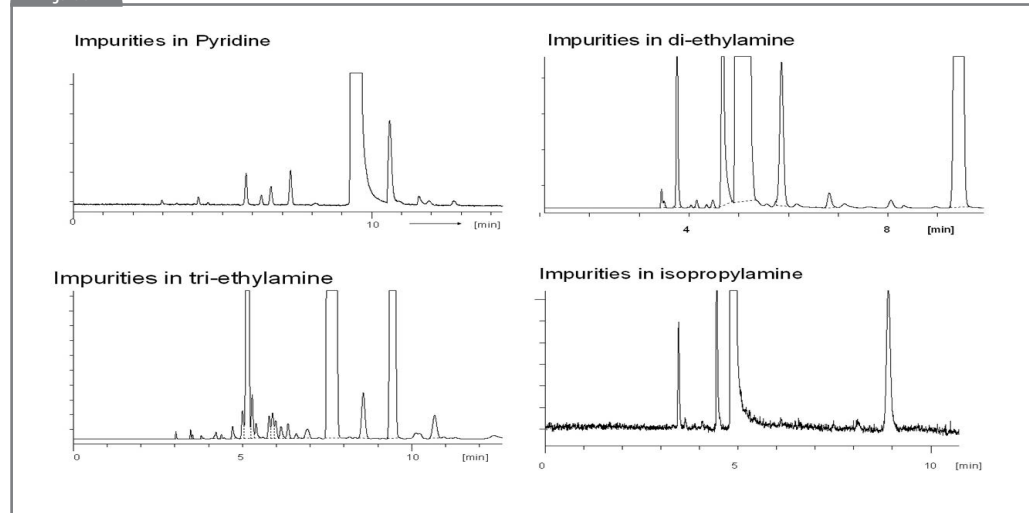 Impurities in Pyridine
0
10
[min]
Impurities in di-ethylamine
4
8
[min]
Impurities in tri-ethylamine
5
10
[min]
Impurities in isopropylamine
0
5
10
[min]